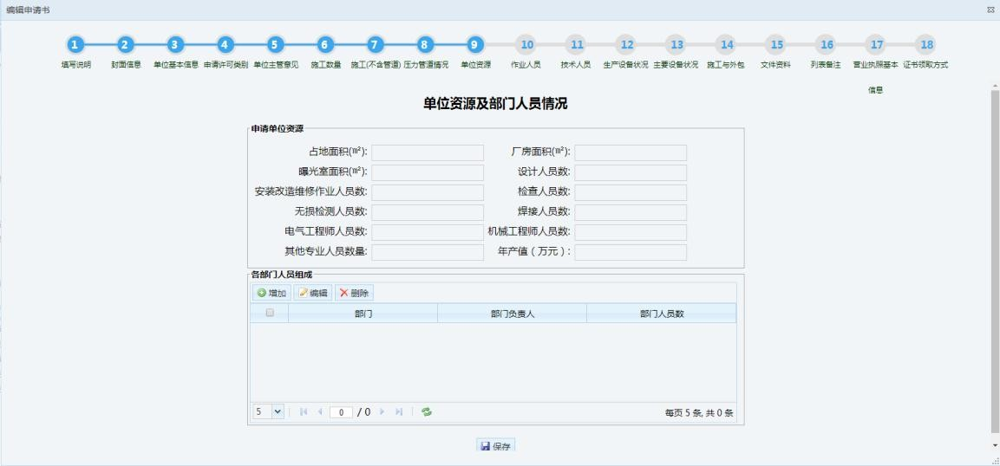 编辑申请书
1 2 3 4 5 6 7 8 9 10 11 12 13 14 15 16 17 18
填写说明 封面信息 单位基本信息 申请许可类别 单位主管意见 施工数量 施工(不含管道) 压力管道情况 单位资源 作业人员 技术人员 生产设备状况 主要设备状况 施工与外包 文件资料 列表备注 营业执照基本 证书领取方式
信息
单位资源及部门人员情况
申请单位资源
占地面积(㎡): 厂房面积(㎡):
曝光室面积(㎡): 设计人员数:
安装改造维修作业人员数: 检查人员数:
无损检测人员数: 焊接人员数:
电气工程师人员数: 机械工程师人员数:
其他专业人员数量: 年产值（万元）:
各部门人员组成
增加 编辑 删除
部门 部门负责人 部门人员数
5 0 / 0 每页 5 条, 共 0 条
保存